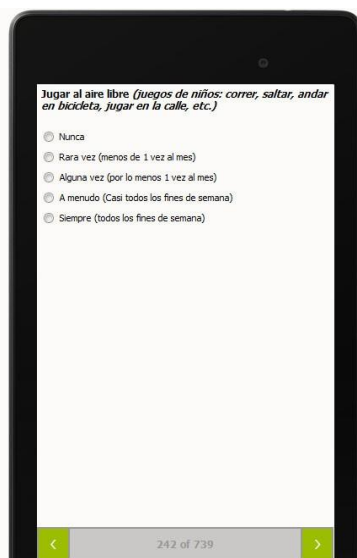 Jugar al aire libre (juegos de niños: correr, saltar, andar
en bicicleta, jugar en la calle, etc.)
Nunca
Rara vez (menos de 1 vez al mes)
Alguna vez (por lo menos 1 vez al mes)
A menudo (Casi todos los fines de semana)
Siempre (todos los fines de semana)
242 of 739